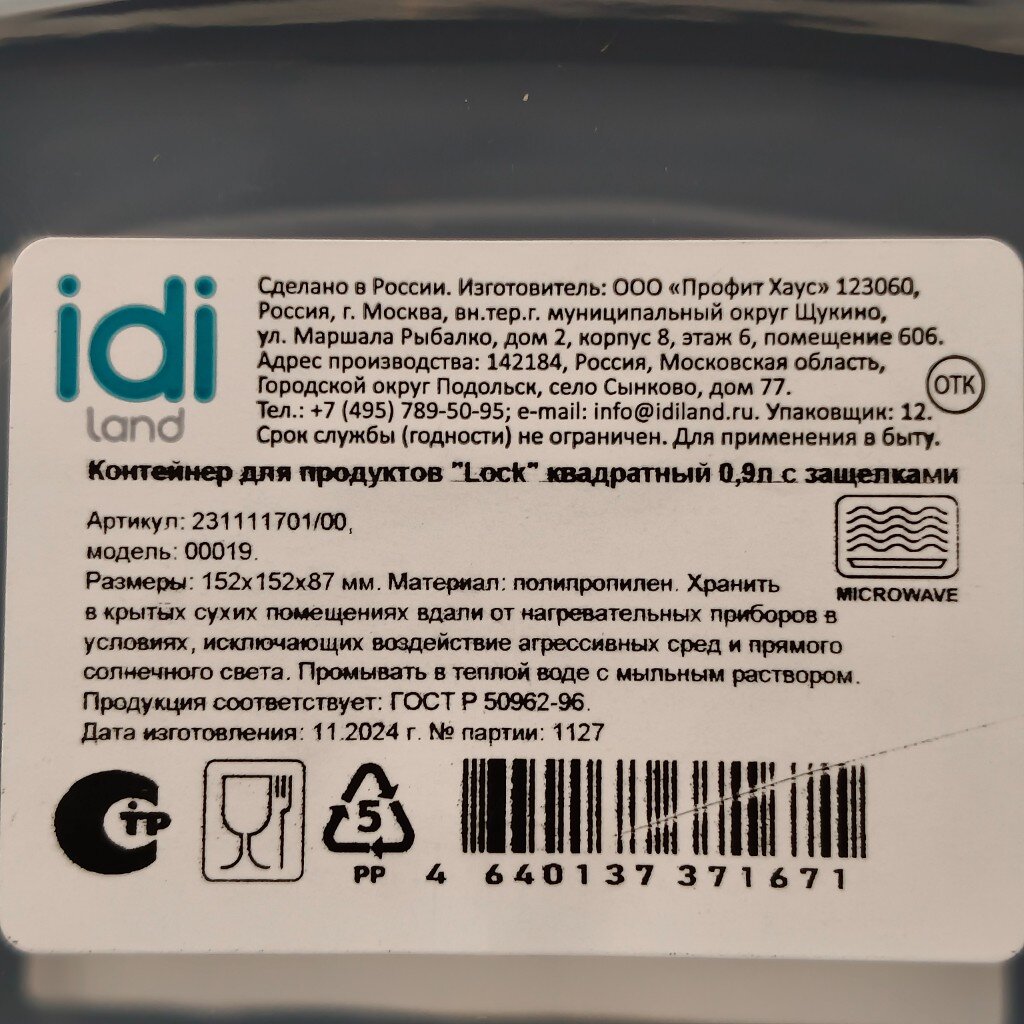 idi
land
Сделано в России. Изготовитель: ООО «Профит Хаус» 123060,
Россия, г. Москва, вн.тер.г. муниципальный округ Щукино,
ул. Маршала Рыбалко, дом 2, корпус 8, этаж 6, помещение 606.
Адрес производства: 142184, Россия, Московская область,
Городской округ Подольск, село Сынково, дом 77.
Тел.: +7 (495) 789-50-95; e-mail: info@idiland.ru. Упаковщик: 12.
Срок службы (годности) не ограничен. Для применения в быту.
ОТК
Контейнер для продуктов "Lock" квадратный 0,9л с защелками
Артикул: 231111701/00,
модель: 00019.
Размеры: 152x152x87 мм. Материал: полипропилен. Хранить
в крытых сухих помещениях вдали от нагревательных приборов в
условиях, исключающих воздействие агрессивных сред и прямого
солнечного света. Промывать в теплой воде с мыльным раствором.
Продукция соответствует: ГОСТ Р 50962-96.
Дата изготовления: 11.2024 г. № партии: 1127
MICROWAVE
СТР
5
PP
4 640137 371671